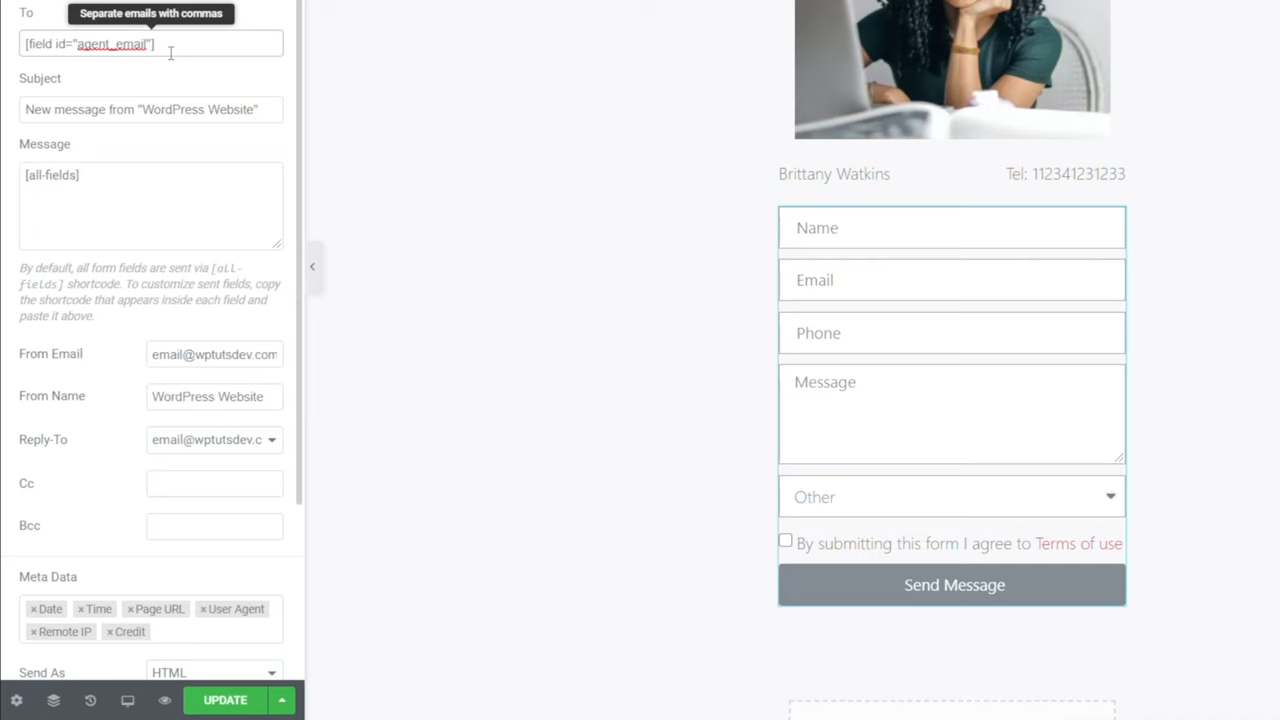 To
Separate emails with commas
[field id="agent_email"]
Subject
New message from "WordPress Website"
Message
[all-fields]
By default, all form fields are sent via [all-
fields] shortcode. To customize sent fields, copy
the shortcode that appears inside each field and
paste it above.
From Email
email@wptutsdev.com
From Name
WordPress Website
Reply-To
email@wptutsdev.c
Cc
Bcc
Meta Data
×Date ×Time ×Page URL ×User Agent
×Remote IP ×Credit
Send As
HTML
UPDATE
Brittany Watkins
Tel: 112341231233
Name
Email
Phone
Message
Other
By submitting this form I agree to Terms of use
Send Message